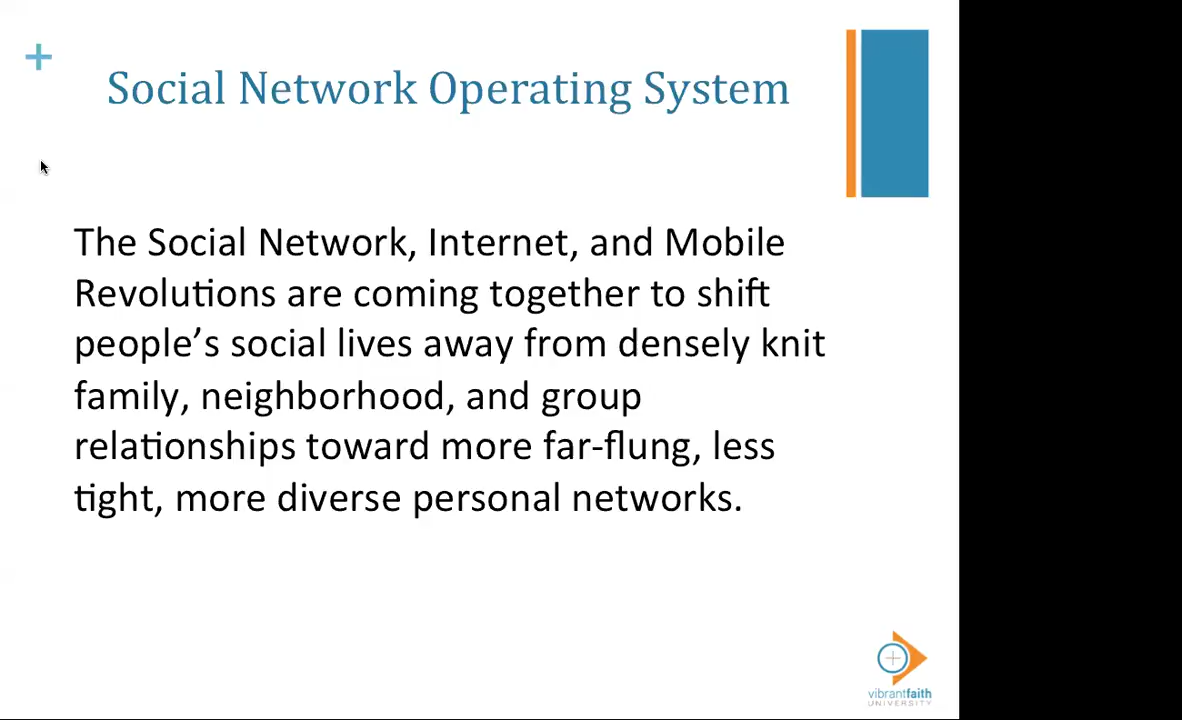 +
Social Network Operating System
The Social Network, Internet, and Mobile
Revolutions are coming together to shift
people’s social lives away from densely knit
family, neighborhood, and group
relationships toward more far-flung, less
tight, more diverse personal networks.
vibrantfaith
UNIVERSITY